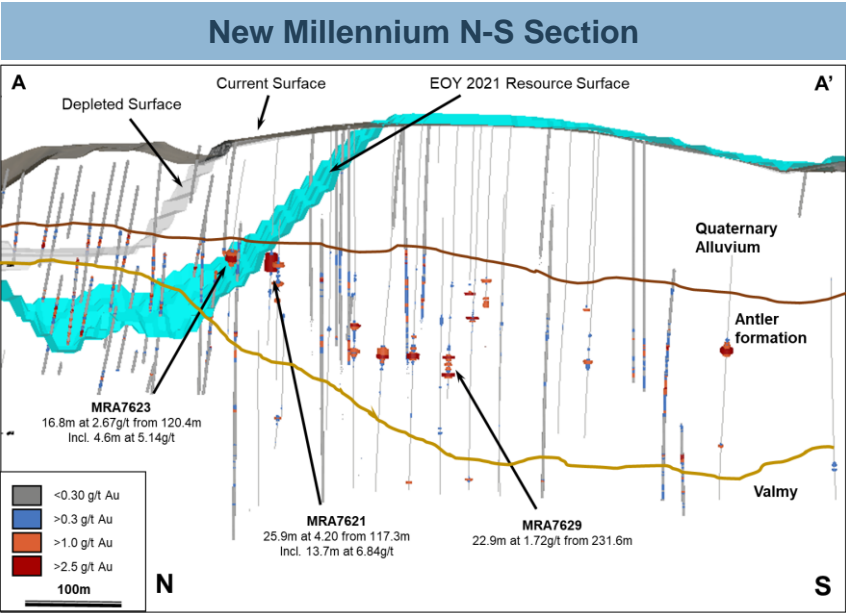 New Millennium N-S Section
A
Current Surface
EOY 2021 Resource Surface
A'
Depleted Surface
Quaternary
Alluvium
Antler
formation
MRA7623
16.8m at 2.67g/t from 120.4m
Incl. 4.6m at 5.14g/t
Valmy
MRA7621
25.9m at 4.20 from 117.3m
Incl. 13.7m at 6.84g/t
MRA7629
22.9m at 1.72g/t from 231.6m
<0.30 g/t Au
>0.3 g/t Au
>1.0 g/t Au
>2.5 g/t Au
100m
N
S